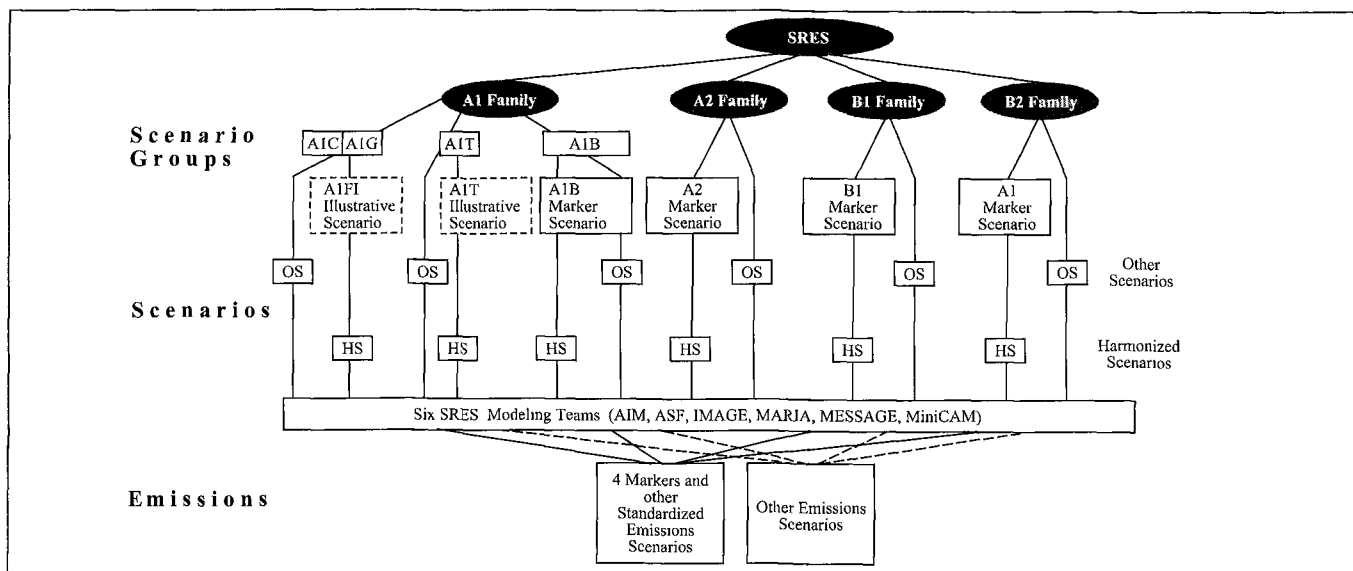 SRES
A1 Family
A2 Family
B1 Family
B2 Family
Scenario
Groups
A1C
A1G
A1T
A1B
A1FI
Illustrative
Scenario
A1T
Illustrative
Scenario
A1B
Marker
Scenario
A2
Marker
Scenario
B1
Marker
Scenario
A1
Marker
Scenario
OS
OS
OS
OS
OS
OS
Other
Scenarios
Scenarios
HS
HS
HS
HS
HS
HS
Harmonized
Scenarios
Six SRES Modeling Teams (AIM, ASF, IMAGE, MARIA, MESSAGE, MiniCAM)
Emissions
4 Markers and
other
Standardized
Emissions
Scenarios
Other Emissions
Scenarios